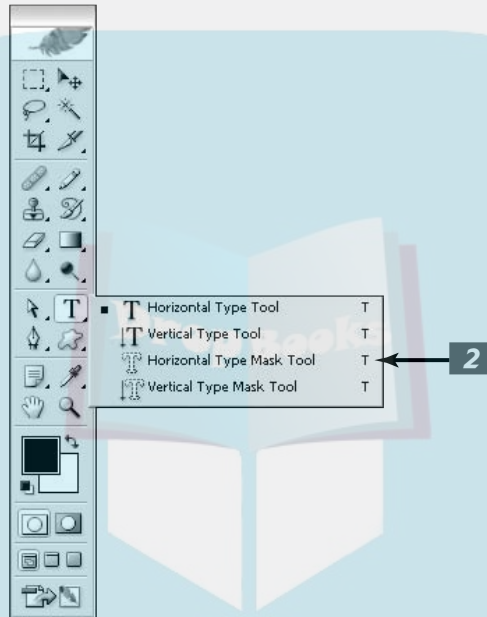 Horizontal Type Tool T
Vertical Type Tool T
Horizontal Type Mask Tool T
Vertical Type Mask Tool T
2